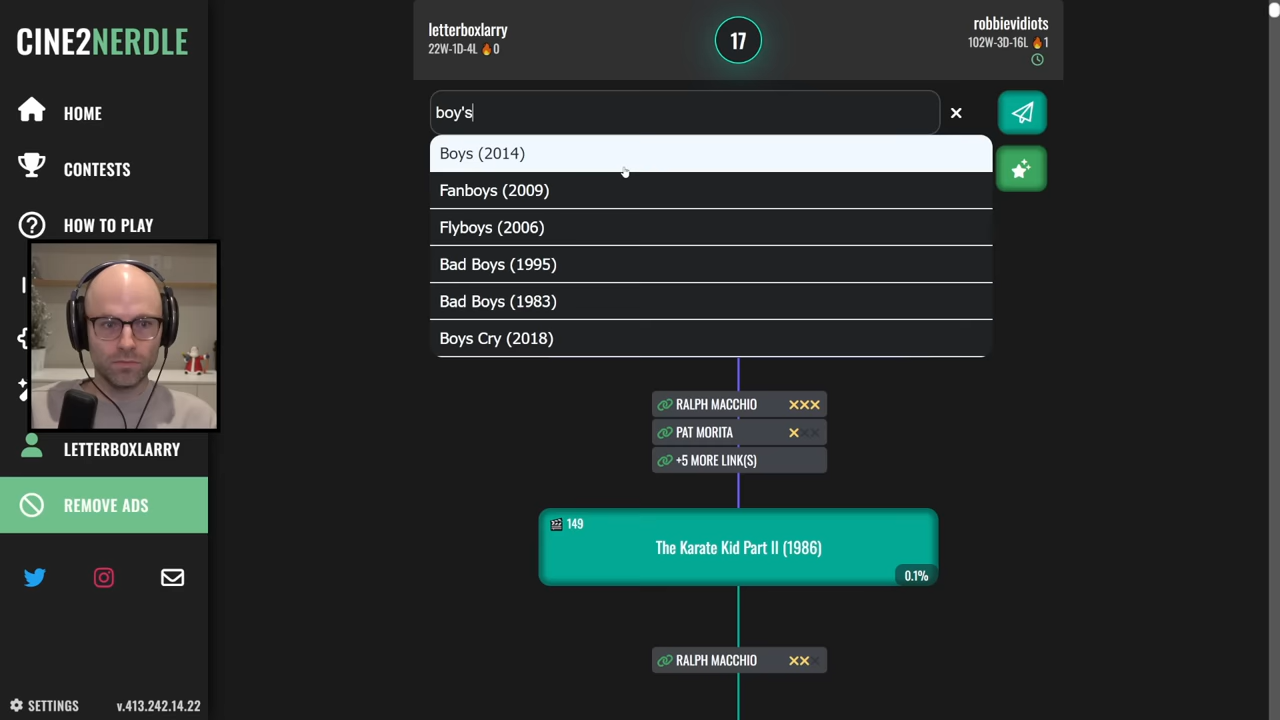 CINE2NERDLE
HOME
CONTESTS
HOW TO PLAY
LETTERBOXLARRY
REMOVE ADS
SETTINGS
v.413.242.14.22
letterboxlarry
22W-1D-4L 🔥0
17
robbievidiots
102W-3D-16L 🔥1
boy's
Boys (2014)
Fanboys (2009)
Flyboys (2006)
Bad Boys (1995)
Bad Boys (1983)
Boys Cry (2018)
RALPH MACCHIO
PAT MORITA
+5 MORE LINK(S)
149
The Karate Kid Part II (1986)
0.1%
RALPH MACCHIO